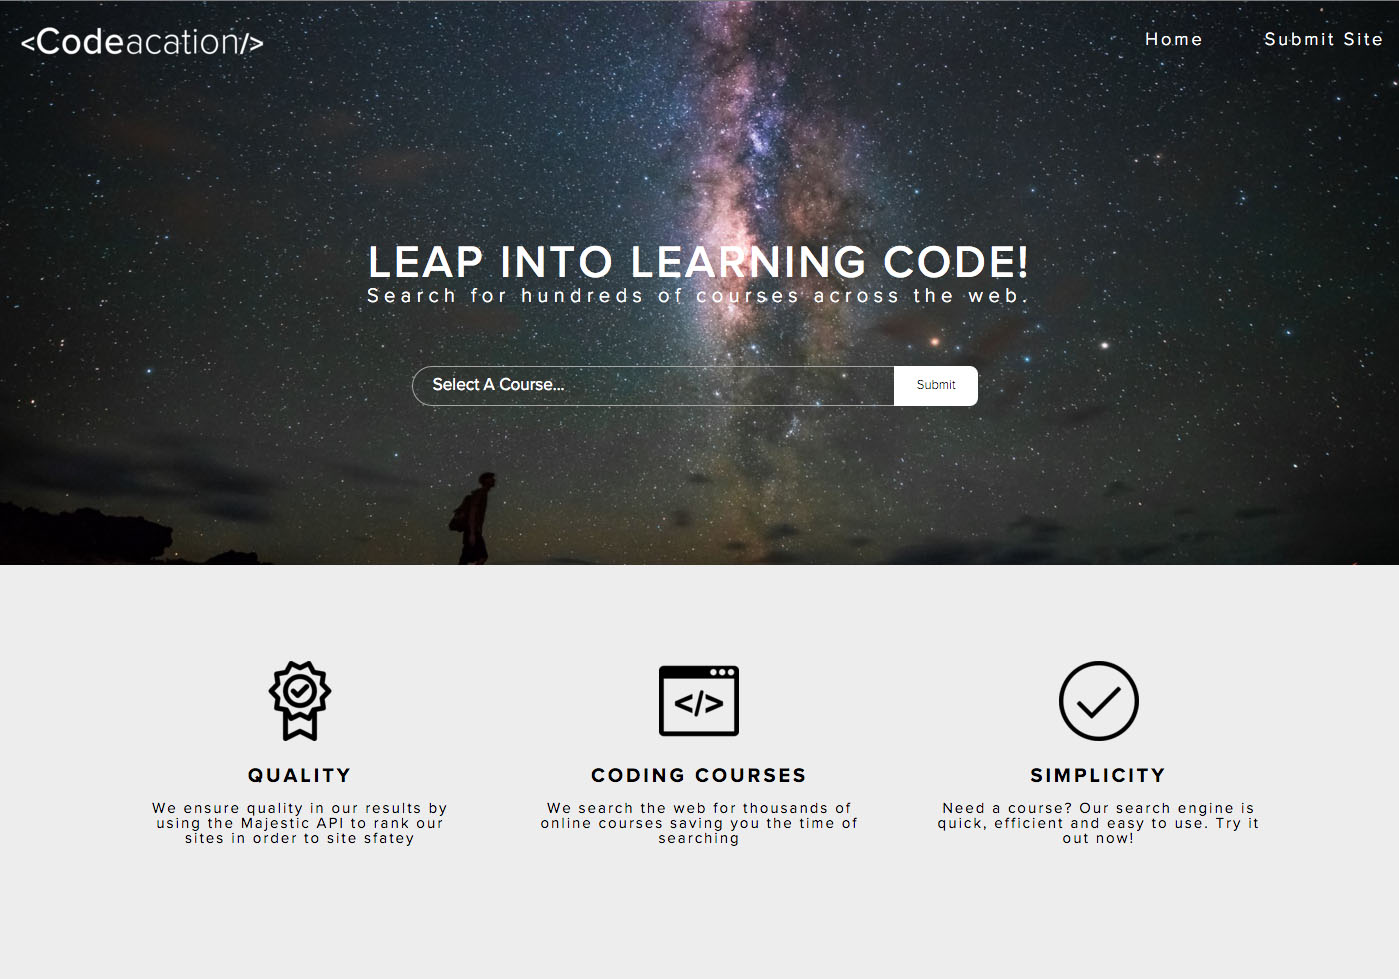 <Codeacation/>
Home
Submit Site
LEAP INTO LEARNING CODE!
Search for hundreds of courses across the web.
Select A Course...
Submit
</>
QUALITY
We ensure quality in our results by
using the Majestic API to rank our
sites in order to site sfatey
CODING COURSES
We search the web for thousands of
online courses saving you the time of
searching
SIMPLICITY
Need a course? Our search engine is
quick, efficient and easy to use. Try it
out now!